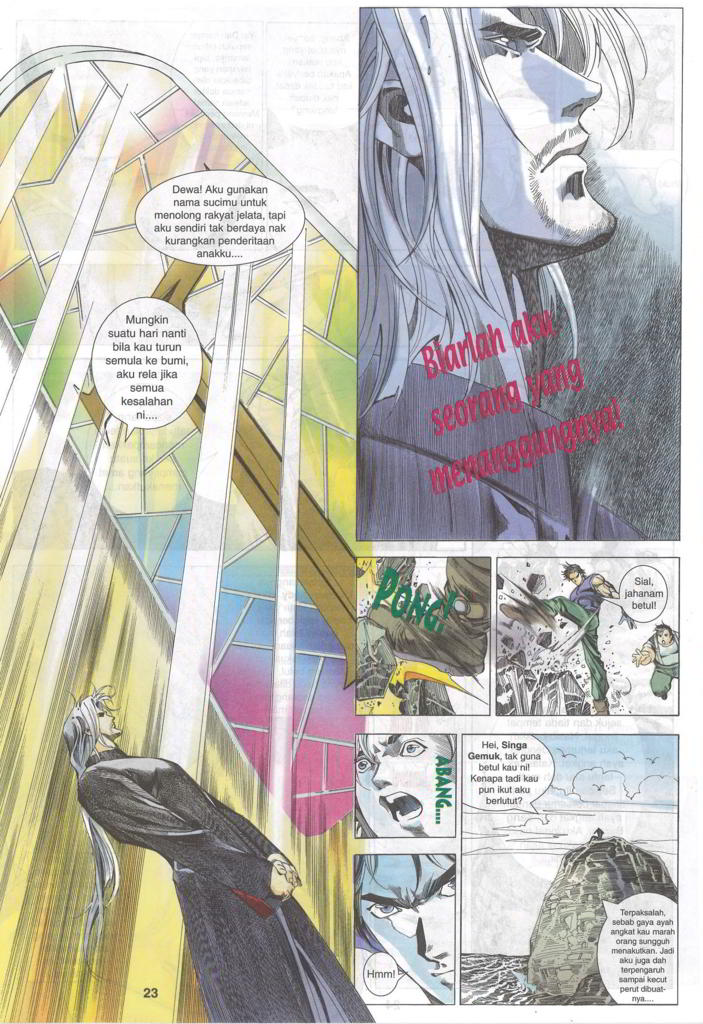 Dewa! Aku gunakan
nama sucimu untuk
menolong rakyat jelata, tapi
aku sendiri tak berdaya nak
kurangkan penderitaan
anakku....
Mungkin
suatu hari nanti
bila kau turun
semula ke bumi,
aku rela jika
semua
kesalahan
ni....
Biarlah aku
seorang yang
menanggungnya!
PONG!
Sial,
jahanam
betul!
ABANG....
Hmm!
Hei, Singa
Gemuk, tak guna
betul kau ni!
Kenapa tadi kau
pun ikut aku
berlutut?
Terpaksalah,
sebab gaya ayah
angkat kau marah
orang sungguh
menakutkan. Jadi
aku juga dah
terpengaruh
sampai kecut
perut dibuat-
nya....
23